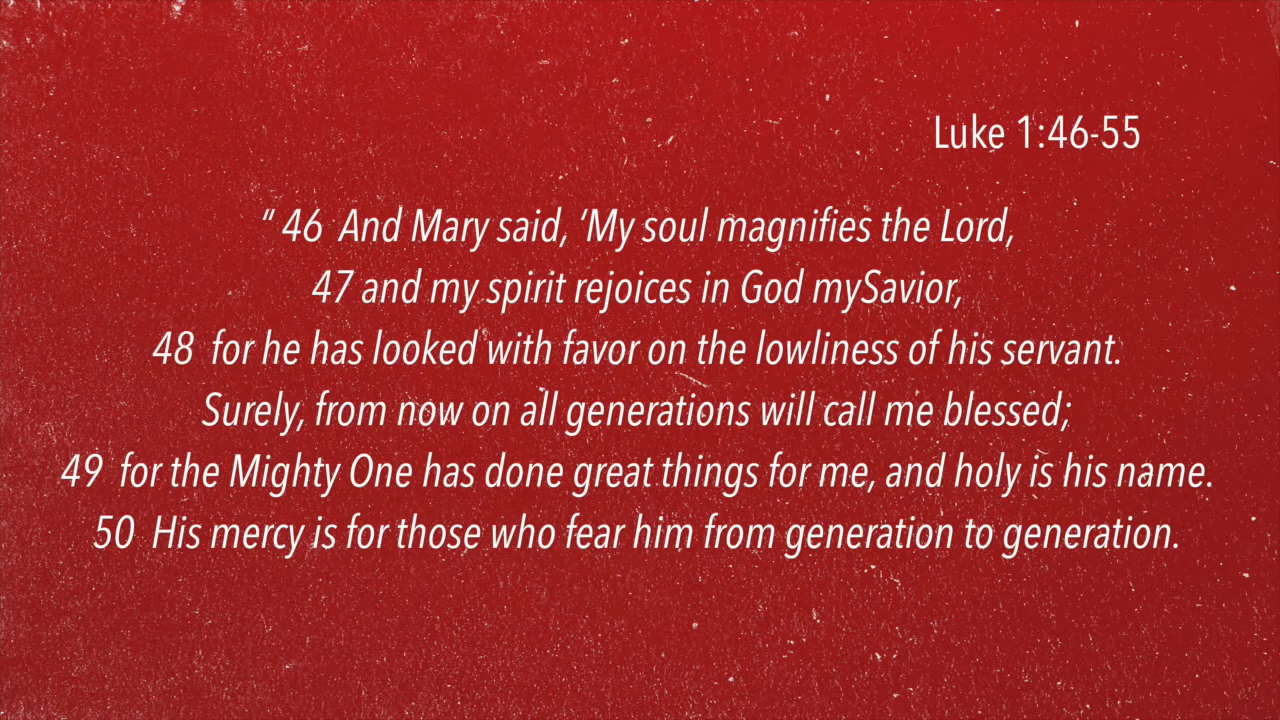 Luke 1:46-55
“ 46 And Mary said, ‘My soul magnifies the Lord,
47 and my spirit rejoices in God mySavior,
48 for he has looked with favor on the lowliness of his servant.
Surely, from now on all generations will call me blessed;
49 for the Mighty One has done great things for me, and holy is his name.
50 His mercy is for those who fear him from generation to generation.